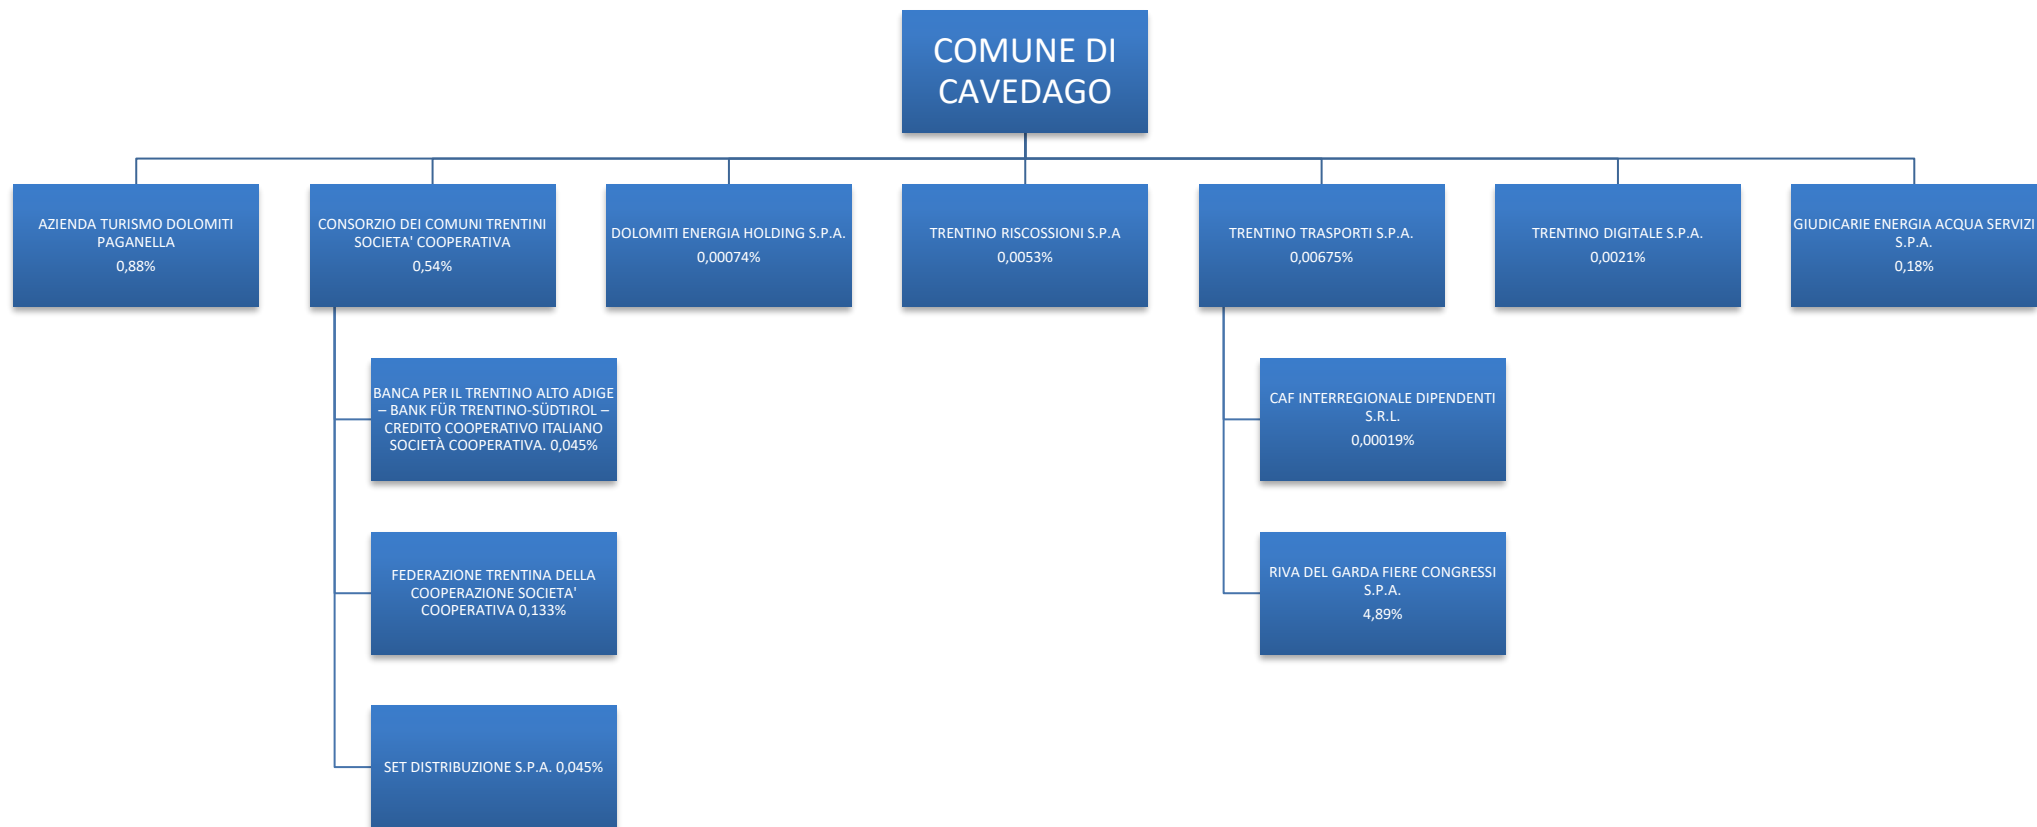 COMUNE DI
CAVEDAGO
AZIENDA TURISMO DOLOMITI
PAGANELLA
0,88%
CONSORZIO DEI COMUNI TRENTINI
SOCIETA' COOPERATIVA
0,54%
DOLOMITI ENERGIA HOLDING S.P.A.
0,00074%
TRENTINO RISCOSSIONI S.P.A
0,0053%
TRENTINO TRASPORTI S.P.A.
0,00675%
TRENTINO DIGITALE S.P.A.
0,0021%
GIUDICARIE ENERGIA ACQUA SERVIZI
S.P.A.
0,18%
BANCA PER IL TRENTINO ALTO ADIGE
– BANK FÜR TRENTINO-SÜDTIROL –
CREDITO COOPERATIVO ITALIANO
SOCIETÀ COOPERATIVA. 0,045%
FEDERAZIONE TRENTINA DELLA
COOPERAZIONE SOCIETA'
COOPERATIVA 0,133%
SET DISTRIBUZIONE S.P.A. 0,045%
CAF INTERREGIONALE DIPENDENTI
S.R.L.
0,00019%
RIVA DEL GARDA FIERE CONGRESSI
S.P.A.
4,89%